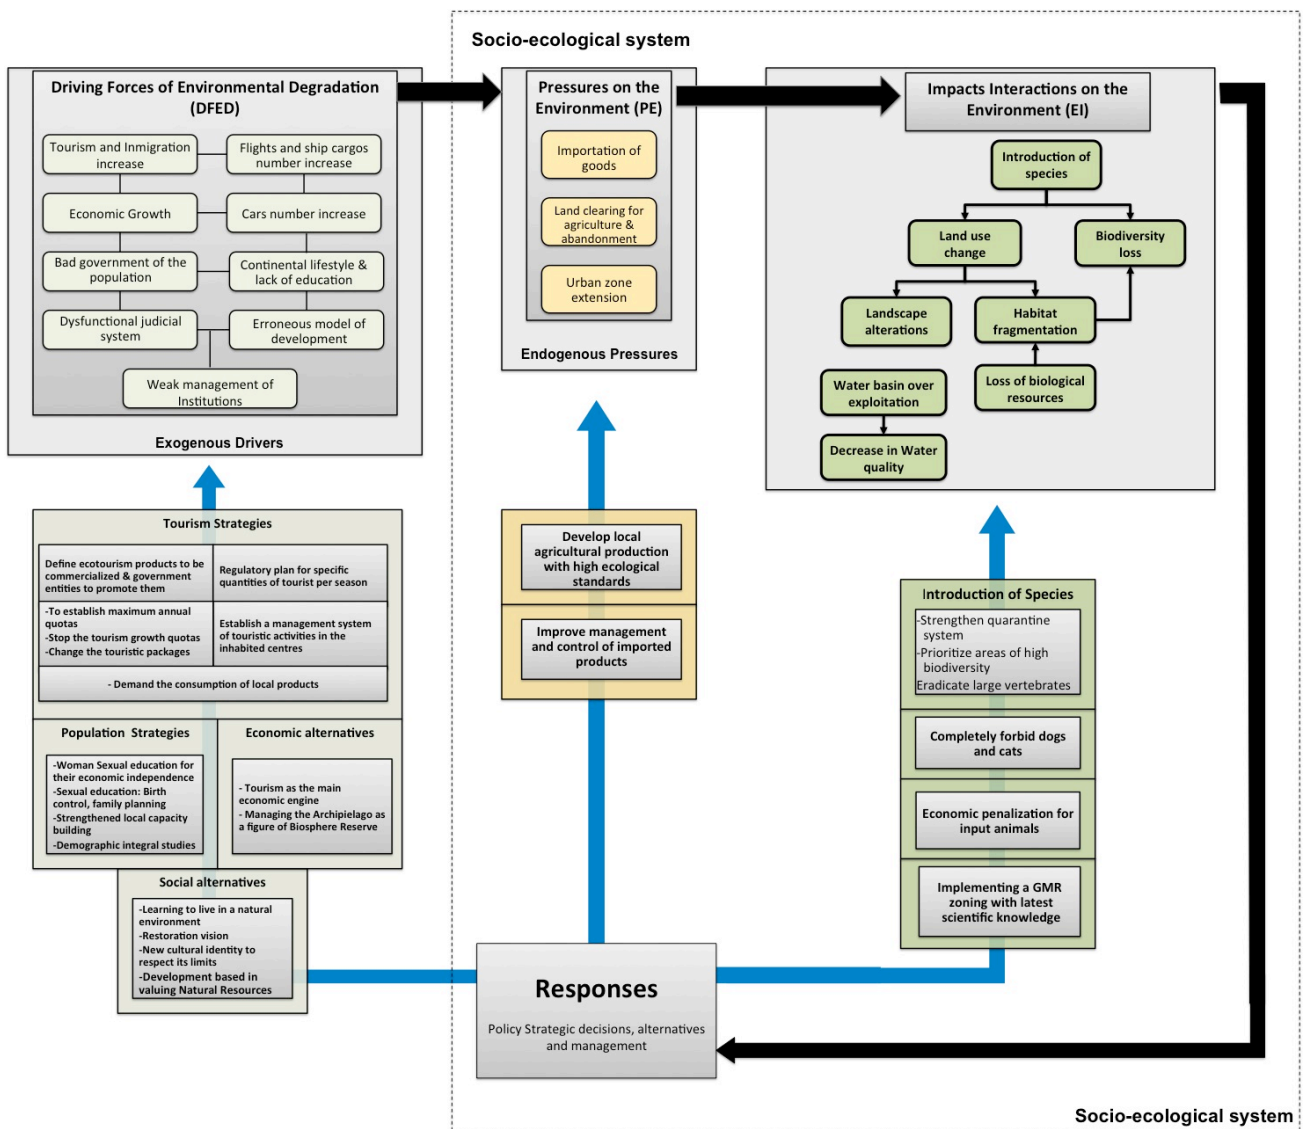 Socio-ecological system
Driving Forces of Environmental Degradation
(DFED)
Tourism and Inmigration
increase
Flights and ship cargos
number increase
Economic Growth
Cars number increase
Bad government of the
population
Continental lifestyle &
lack of education
Dysfunctional judicial
system
Erroneous model of
development
Weak management of
Institutions
Exogenous Drivers
Pressures on the
Environment (PE)
Importation of
goods
Land clearing for
agriculture &
abandonment
Urban zone
extension
Endogenous Pressures
Impacts Interactions on the
Environment (EI)
Introduction of
species
Land use
change
Biodiversity
loss
Landscape
alterations
Habitat
fragmentation
Water basin over
exploitation
Loss of biological
resources
Decrease in Water
quality
Tourism Strategies
Define ecotourism products to be
commercialized & government
entities to promote them
Regulatory plan for specific
quantities of tourist per season
-To establish maximum annual
quotas
-Stop the tourism growth quotas
-Change the touristic packages
Establish a management system
of touristic activities in the
inhabited centres
- Demand the consumption of local products
Population Strategies
-Woman Sexual education for
their economic independence
-Sexual education: Birth
control, family planning
-Strengthened local capacity
building
-Demographic integral studies
Economic alternatives
- Tourism as the main
economic engine
- Managing the Archipielago as
a figure of Biosphere Reserve
Social alternatives
-Learning to live in a natural
environment
-Restoration vision
-New cultural identity to
respect its limits
-Development based in
valuing Natural Resources
Develop local
agricultural production
with high ecological
standards
Improve management
and control of imported
products
Introduction of Species
-Strengthen quarantine
system
-Prioritize areas of high
biodiversity
Eradicate large vertebrates
Completely forbid dogs
and cats
Economic penalization for
input animals
Implementing a GMR
zoning with latest
scientific knowledge
Responses
Policy Strategic decisions, alternatives
and management
Socio-ecological system